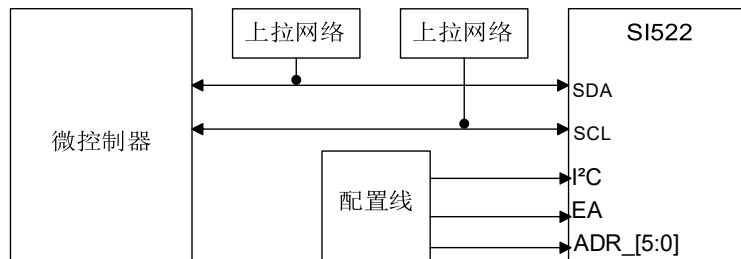 上拉网络
上拉网络
SI522
SDA
微控制器
SCL
I²C
配置线
EA
ADR_[5:0]